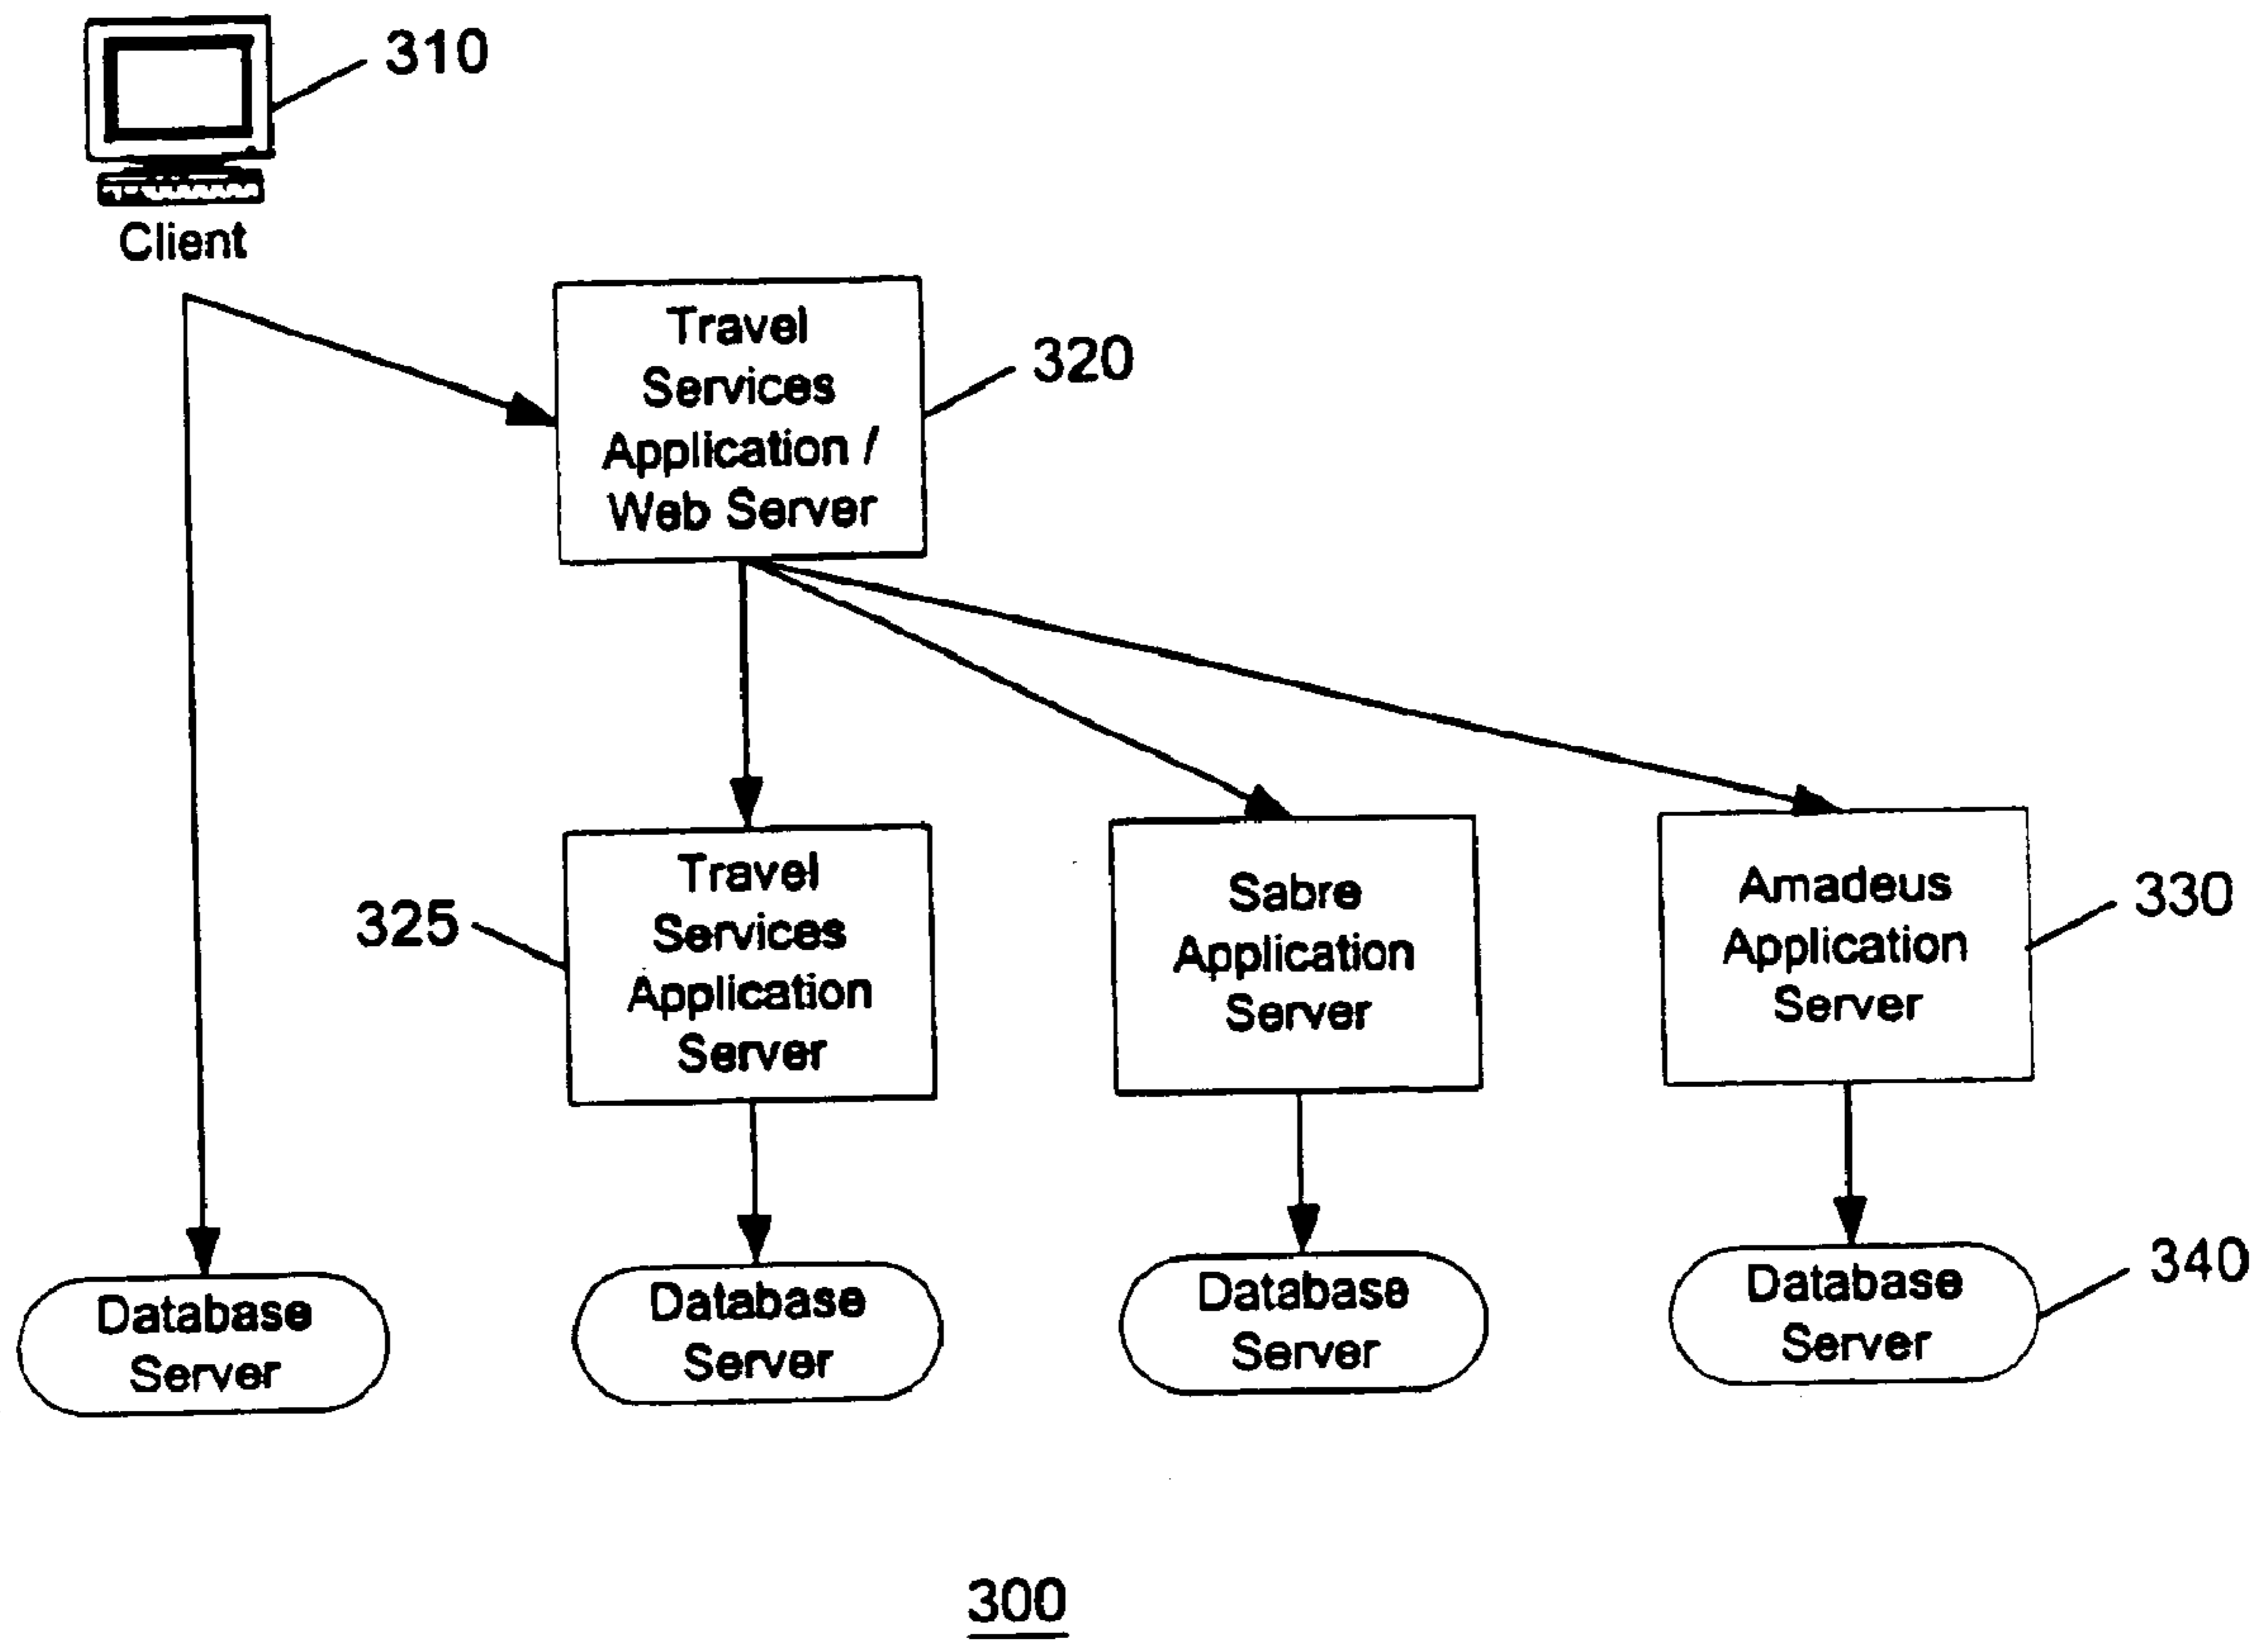 310
Client
Travel
Services
Application /
Web Server
320
325
Travel
Services
Application
Server
Sabre
Application
Server
Amadeus
Application
Server
330
Database
Server
Database
Server
Database
Server
Database
Server
340
300